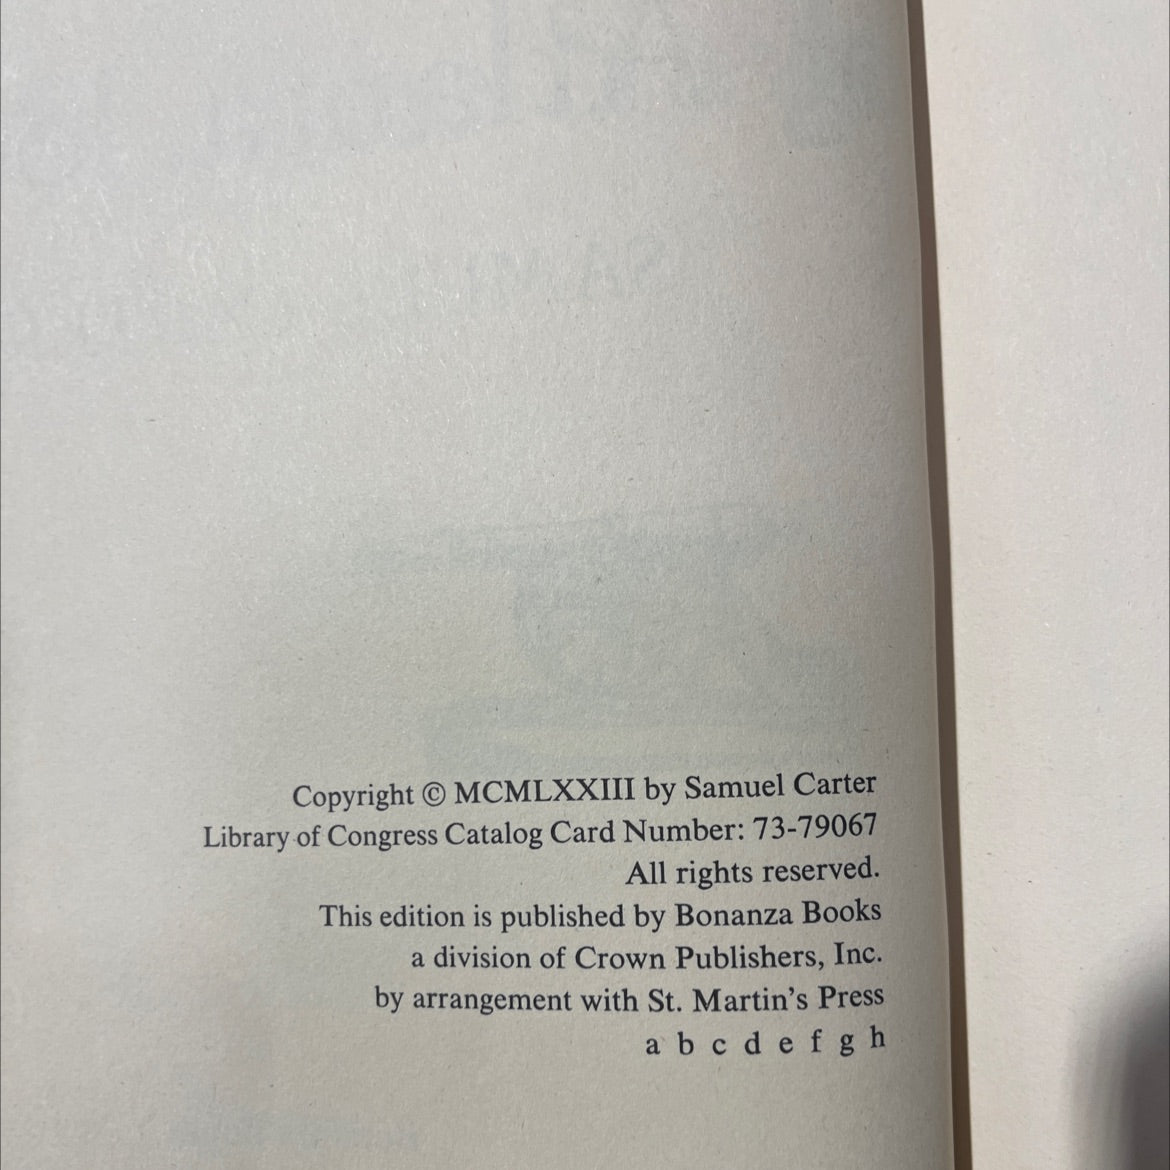 Copyright © MCMLXXIII by Samuel Carter
Library of Congress Catalog Card Number: 73-79067
All rights reserved.
This edition is published by Bonanza Books
a division of Crown Publishers, Inc.
by arrangement with St. Martin's Press
a b c d e f g h